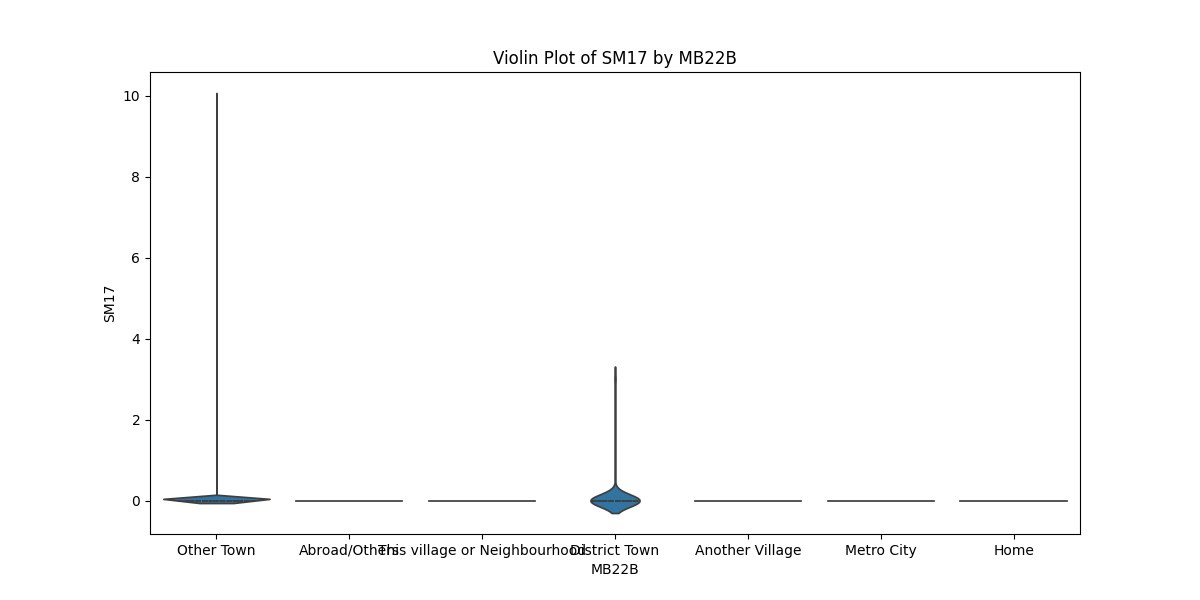 Violin Plot of SM17 by MB22B
10
8
6
4
2
0
SM17
Other Town
Abroad/Others
This village or Neighbourhood
District Town
Another Village
Metro City
Home
MB22B